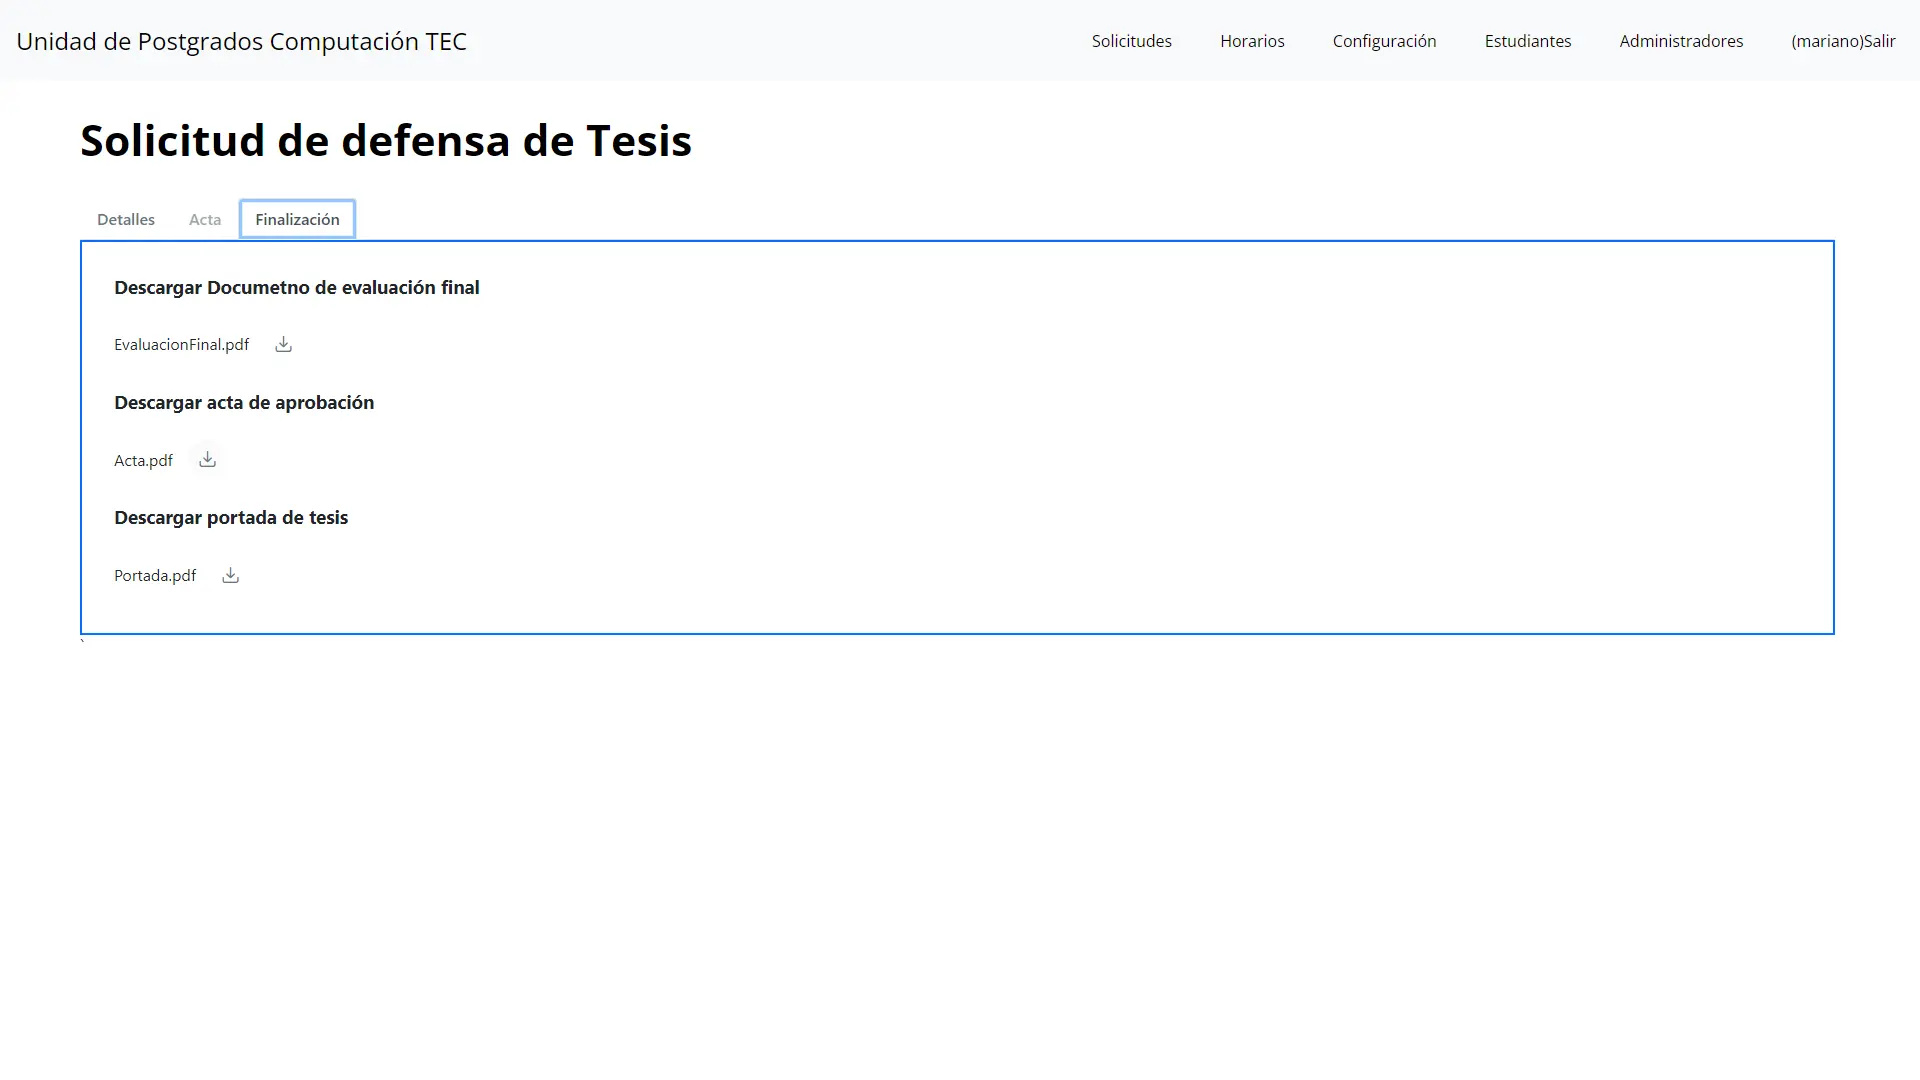 Unidad de Postgrados Computación TEC
Solicitudes
Horarios
Configuración
Estudiantes
Administradores
(mariano)Salir
Solicitud de defensa de Tesis
Detalles
Acta
Finalización
Descargar Documetno de evaluación final
EvaluacionFinal.pdf
Descargar acta de aprobación
Acta.pdf
Descargar portada de tesis
Portada.pdf
`